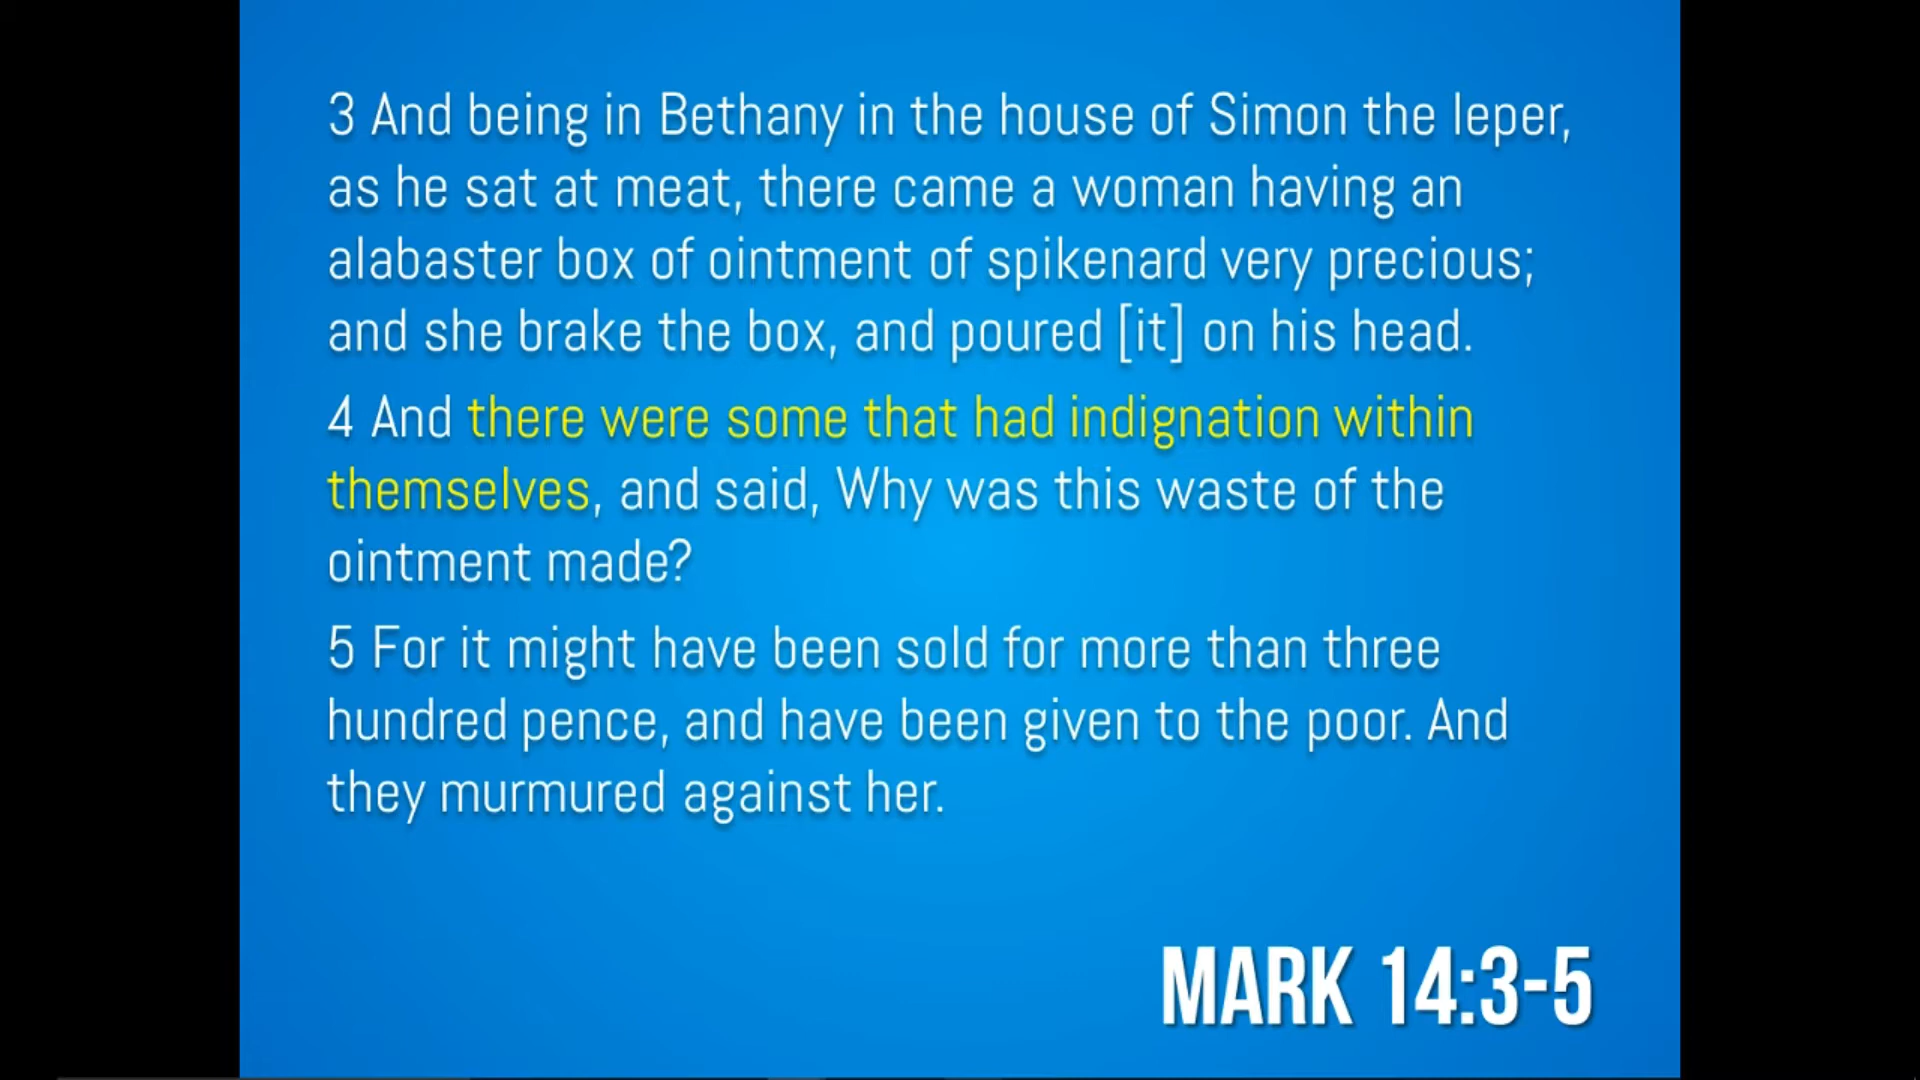 3 And being in Bethany in the house of Simon the leper,
as he sat at meat, there came a woman having an
alabaster box of ointment of spikenard very precious;
and she brake the box, and poured [it] on his head.
4 And there were some that had indignation within
themselves, and said, Why was this waste of the
ointment made?
5 For it might have been sold for more than three
hundred pence, and have been given to the poor. And
they murmured against her.
MARK 14:3-5